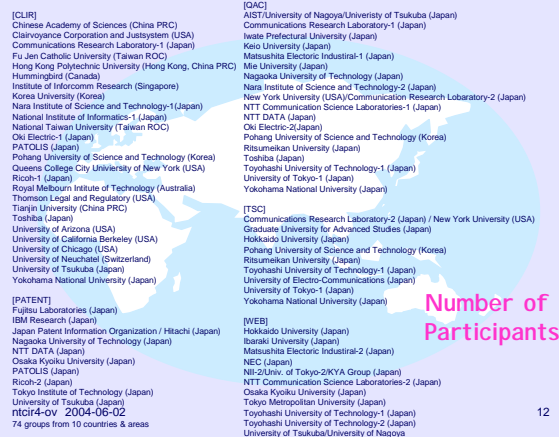 [CLIR]
Chinese Academy of Sciences (China PRC)
Clairvoyance Corporation and Justsystem (USA)
Communications Research Laboratory-1 (Japan)
Fu Jen Catholic University (Taiwan ROC)
Hong Kong Polytechnic University (Hong Kong, China PRC)
Hummingbird (Canada)
Institute of Inforcomm Research (Singapore)
Korea University (Korea)
Nara Institute of Science and Technology-1(Japan)
National Institute of Informatics-1 (Japan)
National Taiwan University (Taiwan ROC)
Oki Electric-1 (Japan)
PATOLIS (Japan)
Pohang University of Science and Technology (Korea)
Queens College City University of New York (USA)
Ricoh-1 (Japan)
Royal Melbourn Intitute of Technology (Australia)
Thomson Legal and Regulatory (USA)
Tianjin University (China PRC)
Toshiba (Japan)
University of Arizona (USA)
University of California Berkeley (USA)
University of Chicago (USA)
University of Neuchatel (Switzerland)
University of Tsukuba (Japan)
Yokohama National University (Japan)
[PATENT]
Fujitsu Laboratories (Japan)
IBM Research (Japan)
Japan Patent Information Organization / Hitachi (Japan)
Nagaoka University of Technology (Japan)
NTT DATA (Japan)
Osaka Kyoiku University (Japan)
PATOLIS (Japan)
Ricoh-2 (Japan)
Tokyo Institute of Technology (Japan)
University of Tsukuba (Japan)
ntcir4-ov 2004-06-02
74 groups from 10 countries & areas
[QAC]
AIST/University of Nagoya/Univeristy of Tsukuba (Japan)
Communications Research Laboratory-1 (Japan)
Iwate Prefectural University (Japan)
Keio University (Japan)
Matsushita Electoric Industiral-1 (Japan)
Mie University (Japan)
Nagaoka University of Technology (Japan)
Nara Institute of Science and Technology-2 (Japan)
New York University (USA)/Communication Research Lobaratory-2 (Japan)
NTT Communication Science Laboratories-1 (Japan)
NTT DATA (Japan)
Oki Electric-2(Japan)
Pohang University of Science and Technology (Korea)
Ritsumeikan University (Japan)
Toshiba (Japan)
Toyohashi University of Technology-1 (Japan)
University of Tokyo-1 (Japan)
Yokohama National University (Japan)
[TSC]
Communications Research Laboratory-2 (Japan) / New York University (USA)
Graduate University for Advanced Studies (Japan)
Hokkaido University (Japan)
Pohang University of Science and Technology (Korea)
Ritsumeikan University (Japan)
Toyohashi University of Technology-1 (Japan)
University of Electro-Communications (Japan)
University of Tokyo-1 (Japan)
Yokohama National University (Japan)
[WEB]
Hokkaido University (Japan)
Ibaraki University (Japan)
Matsushita Electoric Industiral-2 (Japan)
NEC (Japan)
NII-2/Univ. of Tokyo-2/KYA Group (Japan)
NTT Communication Science Laboratories-2 (Japan)
Osaka Kyoiku University (Japan)
Tokyo Metropolitan University (Japan)
Toyohashi University of Technology-1 (Japan)
Toyohashi University of Technology-2 (Japan)
University of Tsukuba/University of Nagoya
Number of
Participants
12